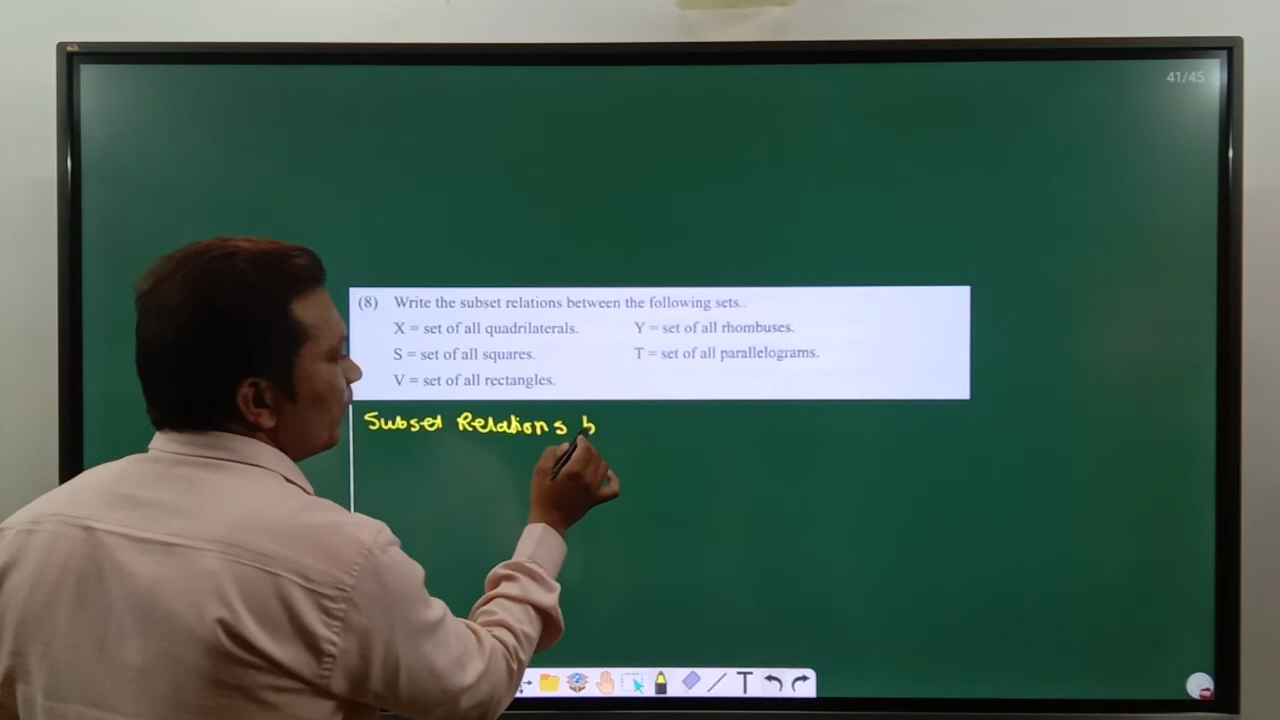 41/45
(8) Write the subset relations between the following sets..
X = set of all quadrilaterals. Y = set of all rhombuses.
S = set of all squares. T = set of all parallelograms.
V = set of all rectangles.
Subset Relations b
T